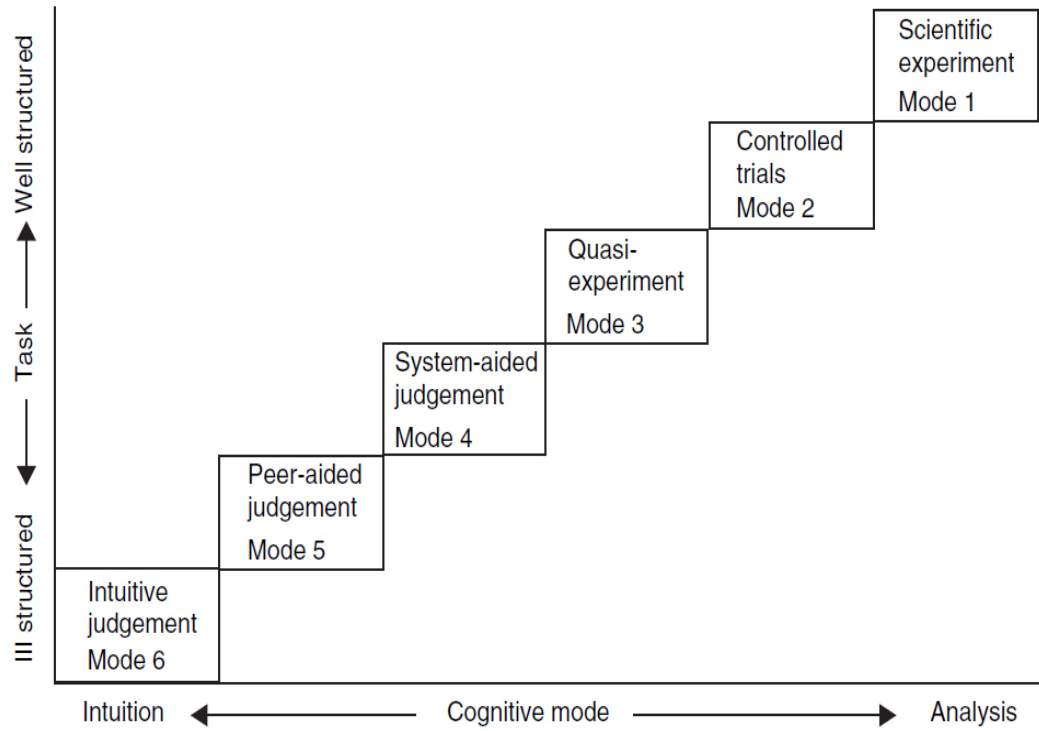 Scientific
experiment
Mode 1
Controlled
trials
Mode 2
Quasi-
experiment
Mode 3
System-aided
judgement
Mode 4
Peer-aided
judgement
Mode 5
Intuitive
judgement
Mode 6
Well structured
Task
III structured
Intuition
Cognitive mode
Analysis